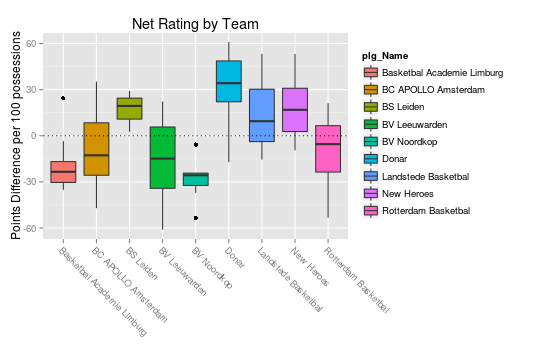 Net Rating by Team
Points Difference per 100 possessions
60
30
0
-30
-60
Basketbal Academie Limburg
BC APOLLO Amsterdam
BS Leiden
BV Leeuwarden
BV Noordkop
Donar
Landstede Basketbal
New Heroes
Rotterdam Basketbal
plg_Name
Basketbal Academie Limburg
BC APOLLO Amsterdam
BS Leiden
BV Leeuwarden
BV Noordkop
Donar
Landstede Basketbal
New Heroes
Rotterdam Basketbal